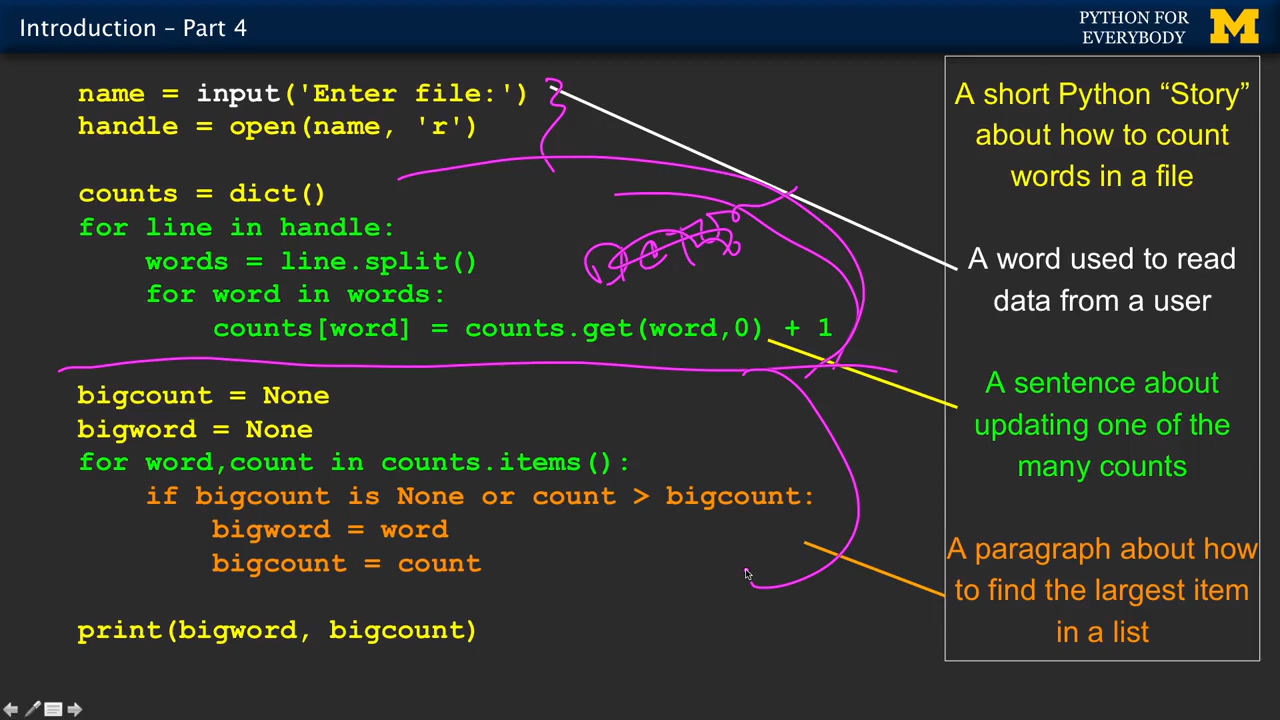 Introduction – Part 4
PYTHON FOR
EVERYBODY
M
name = input('Enter file:')
handle = open(name, 'r')
counts = dict()
for line in handle:
    words = line.split()
    for word in words:
        counts[word] = counts.get(word,0) + 1
bigcount = None
bigword = None
for word,count in counts.items():
    if bigcount is None or count > bigcount:
        bigword = word
        bigcount = count
print(bigword, bigcount)
A short Python “Story”
about how to count
words in a file
A word used to read
data from a user
A sentence about
updating one of the
many counts
A paragraph about how
to find the largest item
in a list